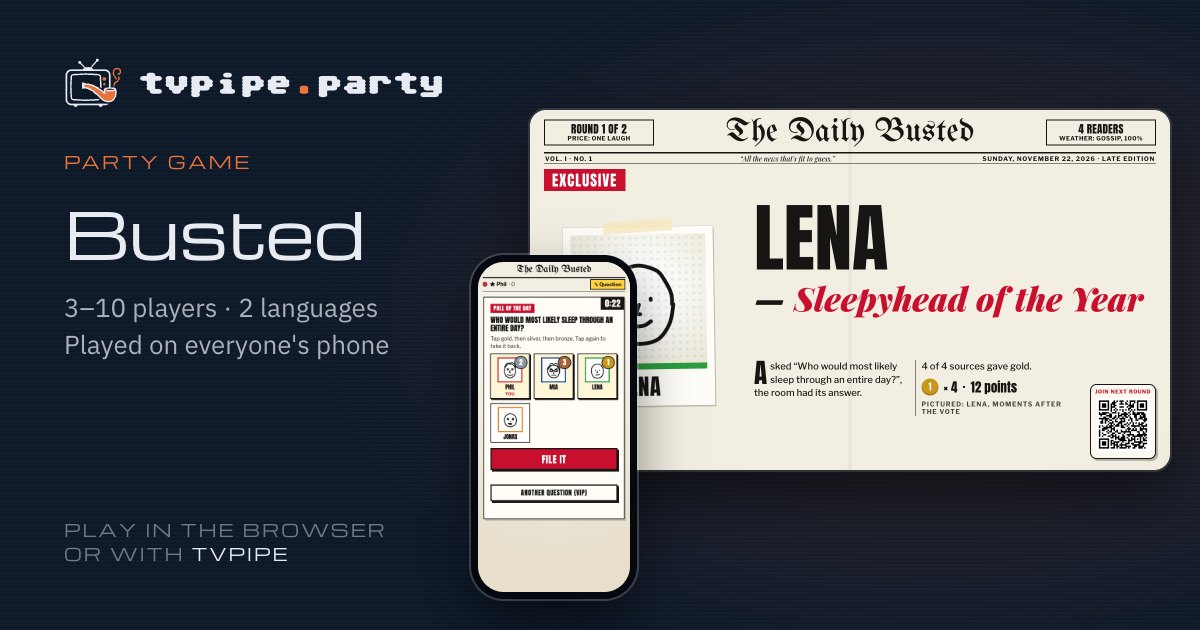 tvpipe.party
PARTY GAME
Busted
3–10 players · 2 languages
Played on everyone's phone
PLAY IN THE BROWSER
OR WITH TVPIPE
ROUND 1 OF 2
PRICE: ONE LAUGH
The Daily Busted
4 READERS
WEATHER: GOSSIP, 100%
VOL. I · NO. 1
"All the news that's fit to guess."
SUNDAY, NOVEMBER 22, 2026 · LATE EDITION
EXCLUSIVE
LENA
— Sleepyhead of the Year
Asked “Who would most likely
sleep through an entire day?”,
the room had its answer.
4 of 4 sources gave gold.
1 × 4 · 12 points
PICTURED: LENA, MOMENTS AFTER
THE VOTE
JOIN NEXT ROUND
NA
The Daily Busted
★ Phil · 0
✎ Question
POLL OF THE DAY
0:22
WHO WOULD MOST LIKELY SLEEP THROUGH AN
ENTIRE DAY?
Tap gold, then silver, then bronze. Tap again to
take it back.
2
3
1
PHIL
MIA
LENA
YOU
JONAS
FILE IT
ANOTHER QUESTION (VIP)